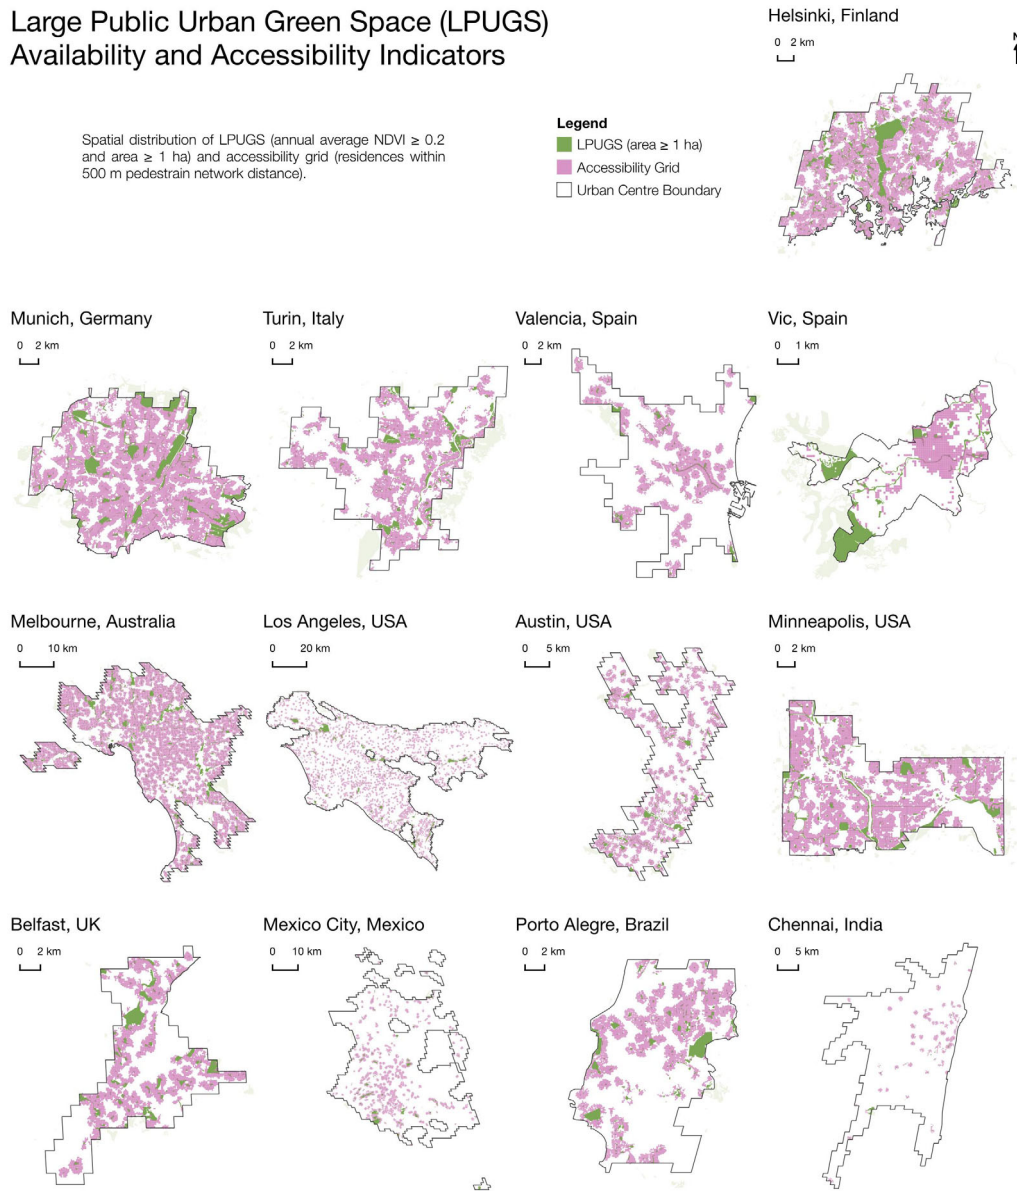 Large Public Urban Green Space (LPUGS)
Availability and Accessibility Indicators
Spatial distribution of LPUGS (annual average NDVI ≥ 0.2
and area ≥ 1 ha) and accessibility grid (residences within
500 m pedestrain network distance).
Legend
LPUGS (area ≥ 1 ha)
Accessibility Grid
Urban Centre Boundary
Helsinki, Finland
0 2 km
N
Munich, Germany
0 2 km
Turin, Italy
0 2 km
Valencia, Spain
0 2 km
Vic, Spain
0 1 km
Melbourne, Australia
0 10 km
Los Angeles, USA
0 20 km
Austin, USA
0 5 km
Minneapolis, USA
0 2 km
Belfast, UK
0 2 km
Mexico City, Mexico
0 10 km
Porto Alegre, Brazil
0 2 km
Chennai, India
0 5 km